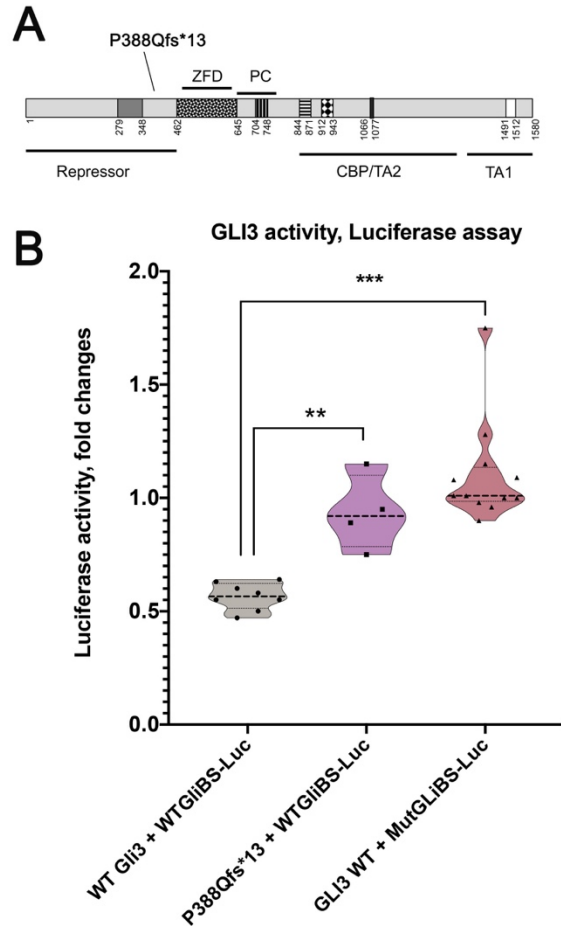 A
P388Qfs*13
ZFD PC
1 279 348 462 645 704 748 844 871 912 943 1066 1077 1491 1512 1580
Repressor CBP/TA2 TA1
B
GLI3 activity, Luciferase assay
Luciferase activity, fold changes
2.0
1.5
1.0
0.5
0.0
***
**
WT Gli3 + WTGliBS-Luc
P388Qfs*13 + WTGliBS-Luc
GLI3 WT + MutGLiBS-Luc